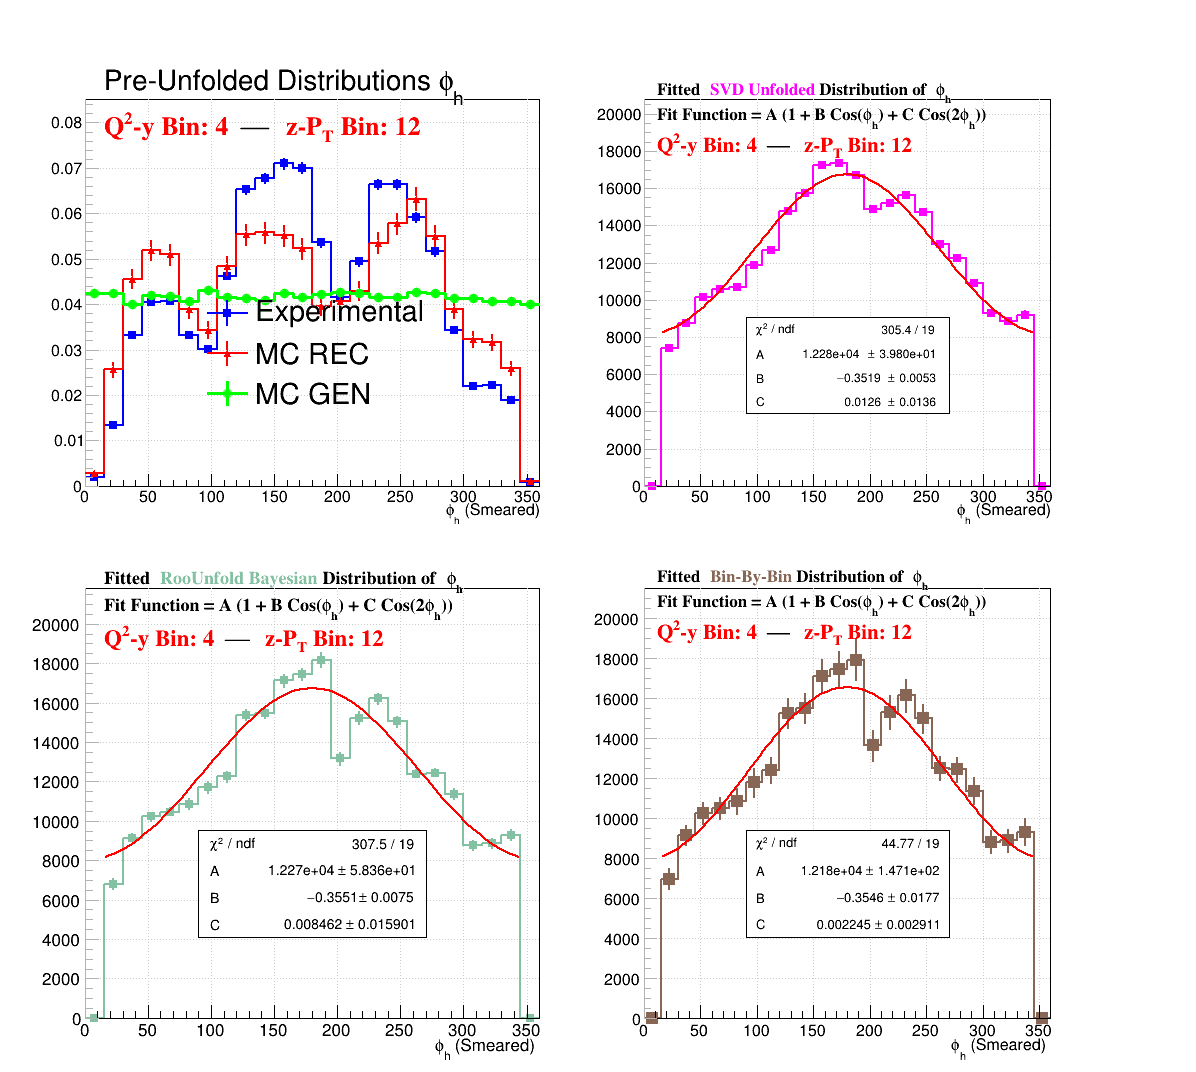 Pre-Unfolded Distributions ϕh
Q²-y Bin: 4 — z-PT Bin: 12
0.08
0.07
0.06
0.05
0.04
0.03
0.02
0.01
0
Experimental
MC REC
MC GEN
0 50 100 150 200 250 300 350
ϕh (Smeared)
Fitted SVD Unfolded Distribution of ϕh
Fit Function = A (1 + B Cos(ϕh) + C Cos(2ϕh))
Q²-y Bin: 4 — z-PT Bin: 12
20000
18000
16000
14000
12000
10000
8000
6000
4000
2000
0
χ² / ndf 305.4 / 19
A 1.228e+04 ± 3.980e+01
B −0.3519 ± 0.0053
C 0.0126 ± 0.0136
0 50 100 150 200 250 300 350
ϕh (Smeared)
Fitted RooUnfold Bayesian Distribution of ϕh
Fit Function = A (1 + B Cos(ϕh) + C Cos(2ϕh))
Q²-y Bin: 4 — z-PT Bin: 12
20000
18000
16000
14000
12000
10000
8000
6000
4000
2000
0
χ² / ndf 307.5 / 19
A 1.227e+04 ± 5.836e+01
B −0.3551 ± 0.0075
C 0.008462 ± 0.015901
0 50 100 150 200 250 300 350
ϕh (Smeared)
Fitted Bin-By-Bin Distribution of ϕh
Fit Function = A (1 + B Cos(ϕh) + C Cos(2ϕh))
Q²-y Bin: 4 — z-PT Bin: 12
20000
18000
16000
14000
12000
10000
8000
6000
4000
2000
0
χ² / ndf 44.77 / 19
A 1.218e+04 ± 1.471e+02
B −0.3546 ± 0.0177
C 0.002245 ± 0.002911
0 50 100 150 200 250 300 350
ϕh (Smeared)